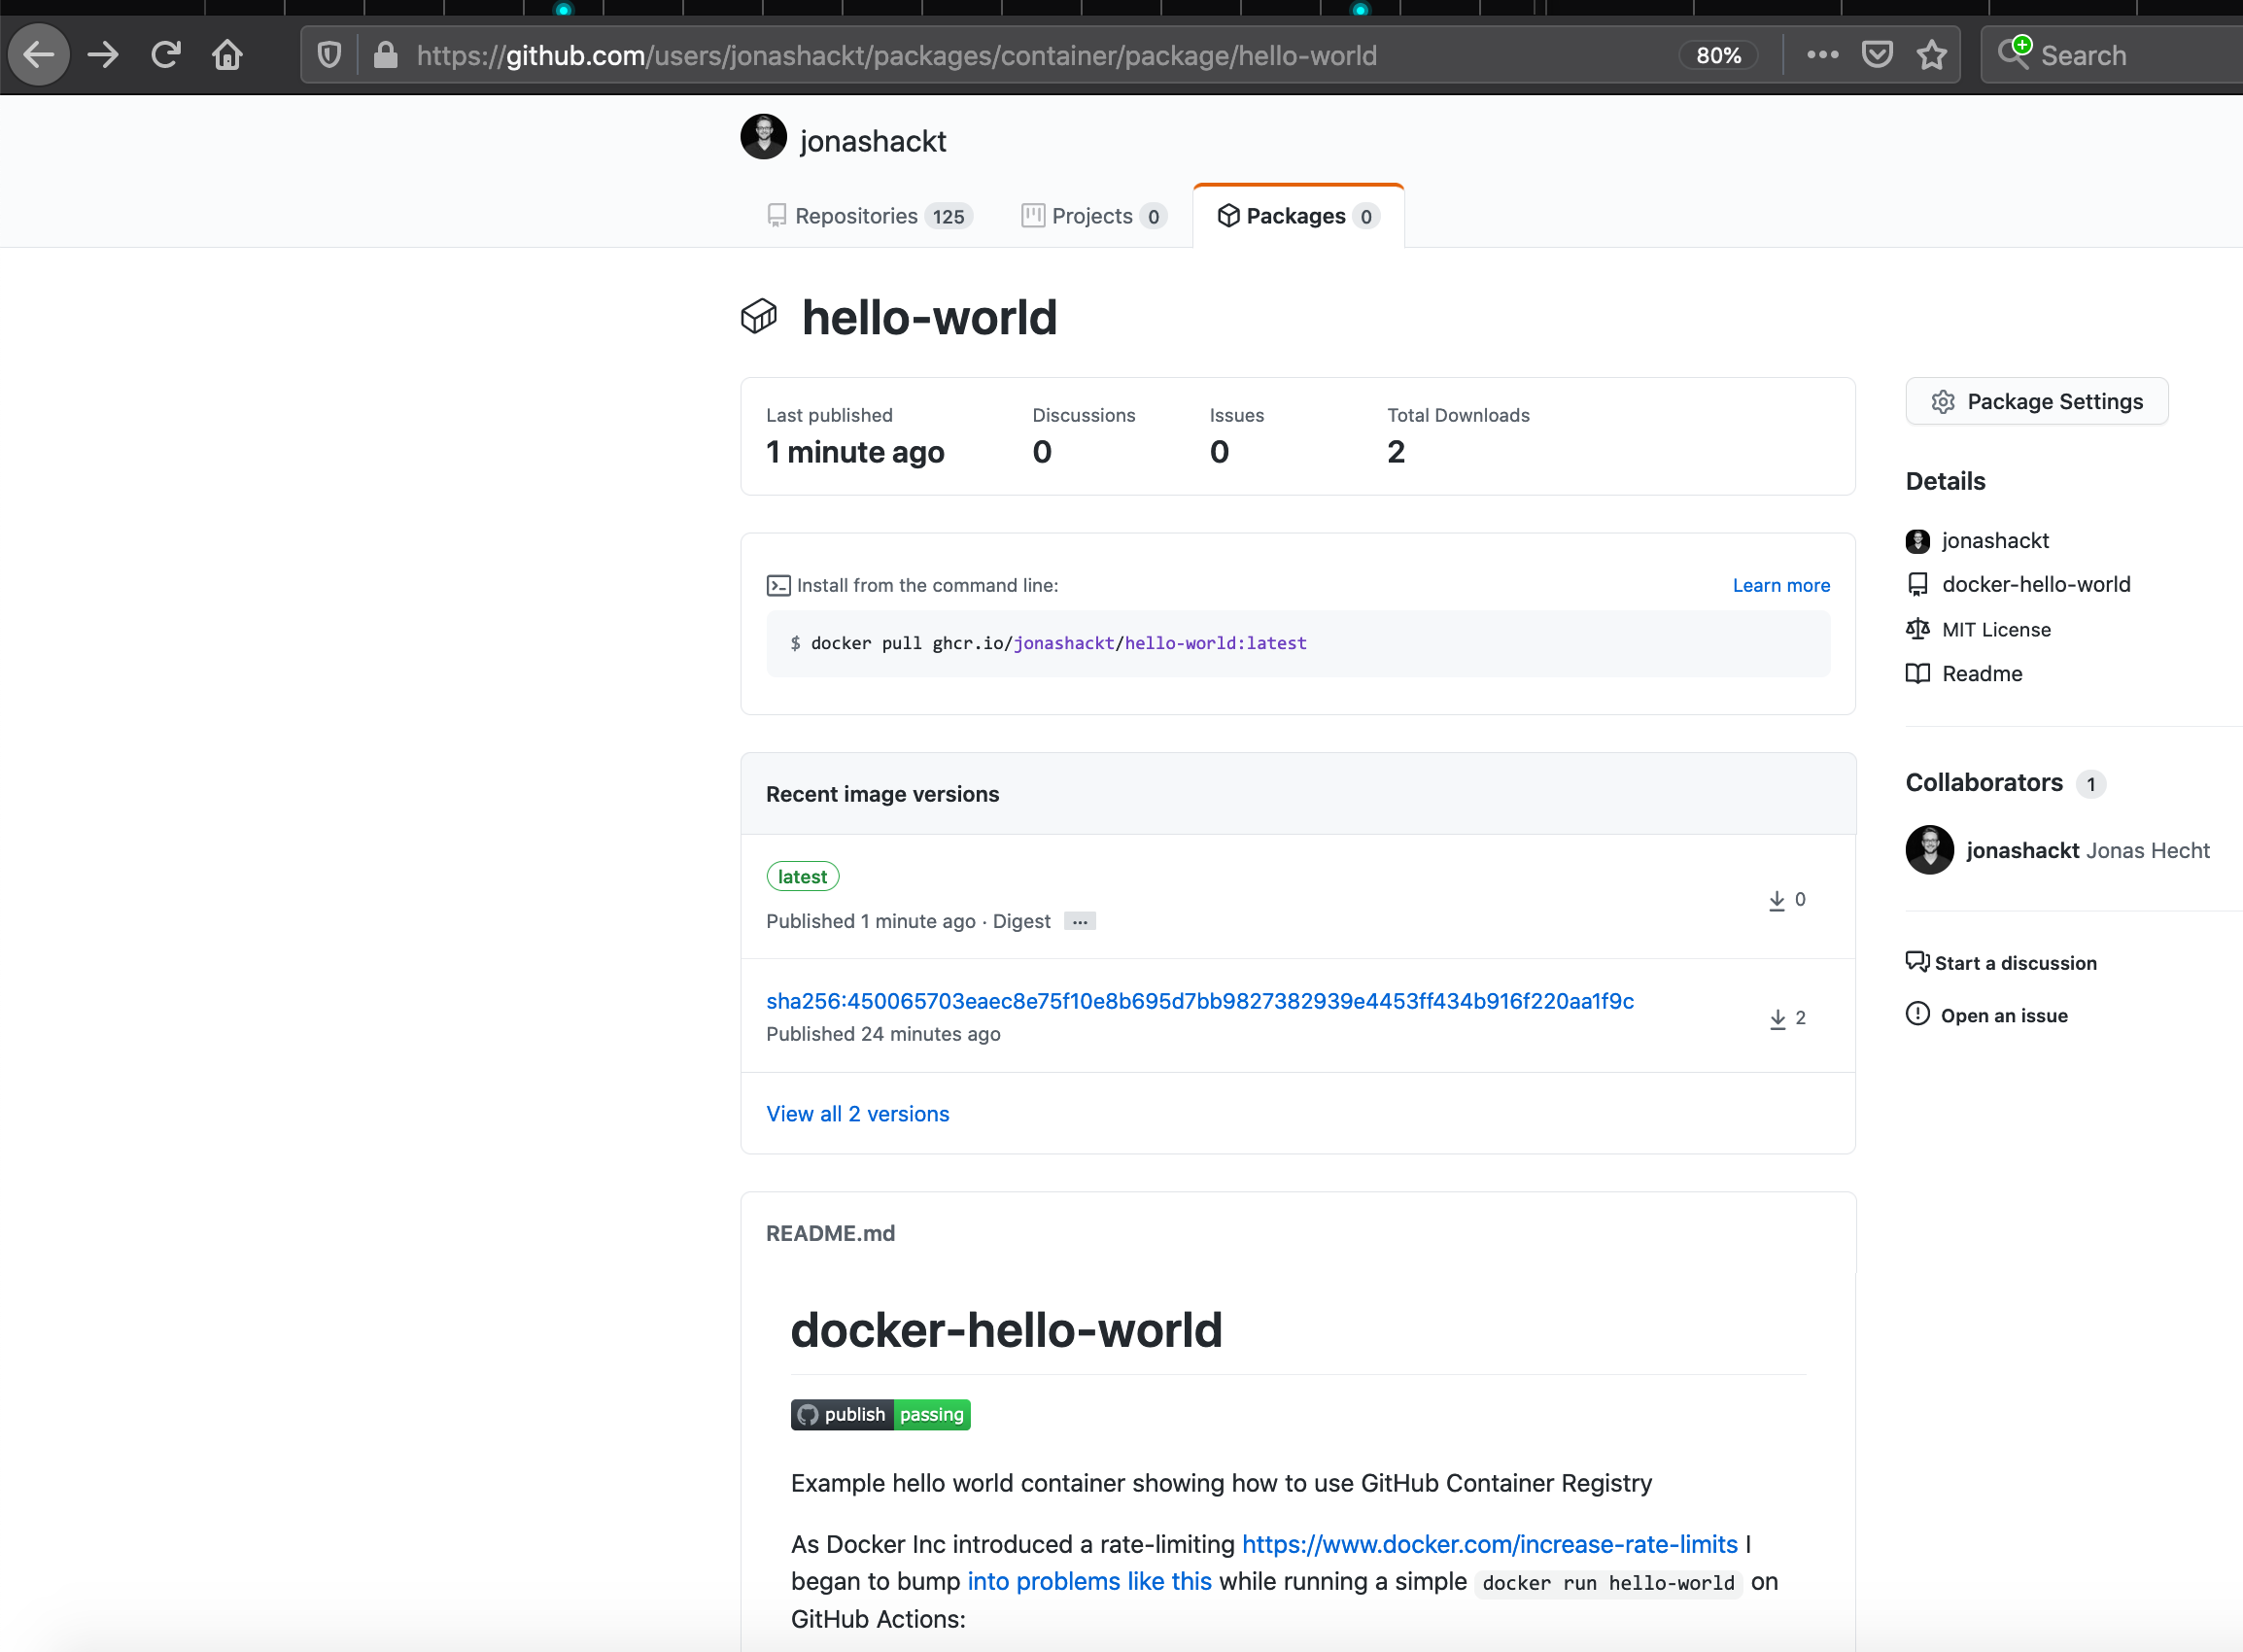 https://github.com/users/jonashackt/packages/container/package/hello-world
80%
Search
jonashackt
Repositories 125
Projects 0
Packages 0
hello-world
Last published
1 minute ago
Discussions
0
Issues
0
Total Downloads
2
Package Settings
Details
jonashackt
docker-hello-world
MIT License
Readme
Install from the command line:
Learn more
$ docker pull ghcr.io/jonashackt/hello-world:latest
Recent image versions
latest
Published 1 minute ago · Digest ...
0
sha256:450065703eaec8e75f10e8b695d7bb9827382939e4453ff434b916f220aa1f9c
Published 24 minutes ago
2
View all 2 versions
Collaborators 1
jonashackt Jonas Hecht
Start a discussion
Open an issue
README.md
docker-hello-world
publish passing
Example hello world container showing how to use GitHub Container Registry
As Docker Inc introduced a rate-limiting https://www.docker.com/increase-rate-limits I
began to bump into problems like this while running a simple docker run hello-world on
GitHub Actions: